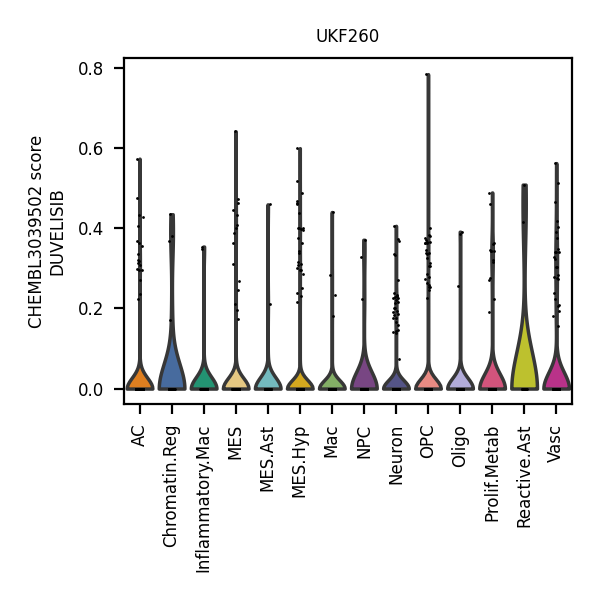 UKF260
CHEMBL3039502 score
DUVELISIB
0.8
0.6
0.4
0.2
0.0
AC
Chromatin.Reg
Inflammatory.Mac
MES
MES.Ast
MES.Hyp
Mac
NPC
Neuron
OPC
Oligo
Prolif.Metab
Reactive.Ast
Vasc